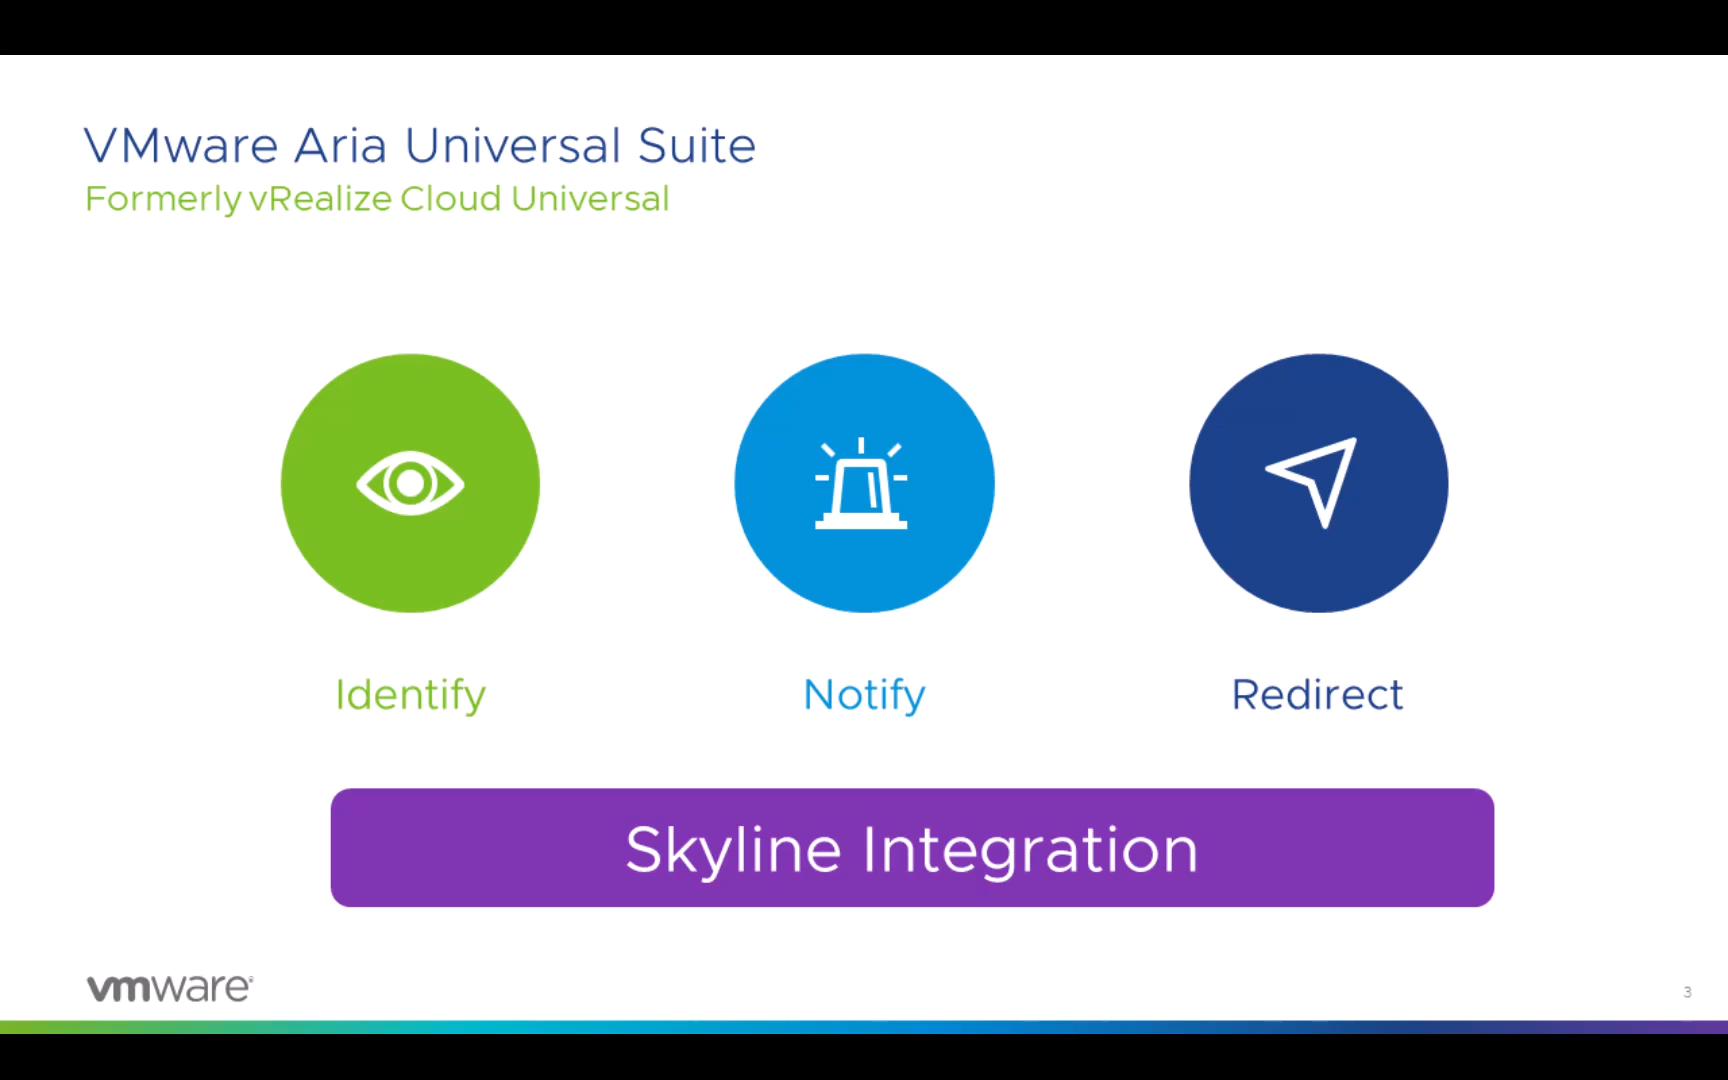 VMware Aria Universal Suite
Formerly vRealize Cloud Universal
Identify
Notify
Redirect
Skyline Integration
vmware®
3